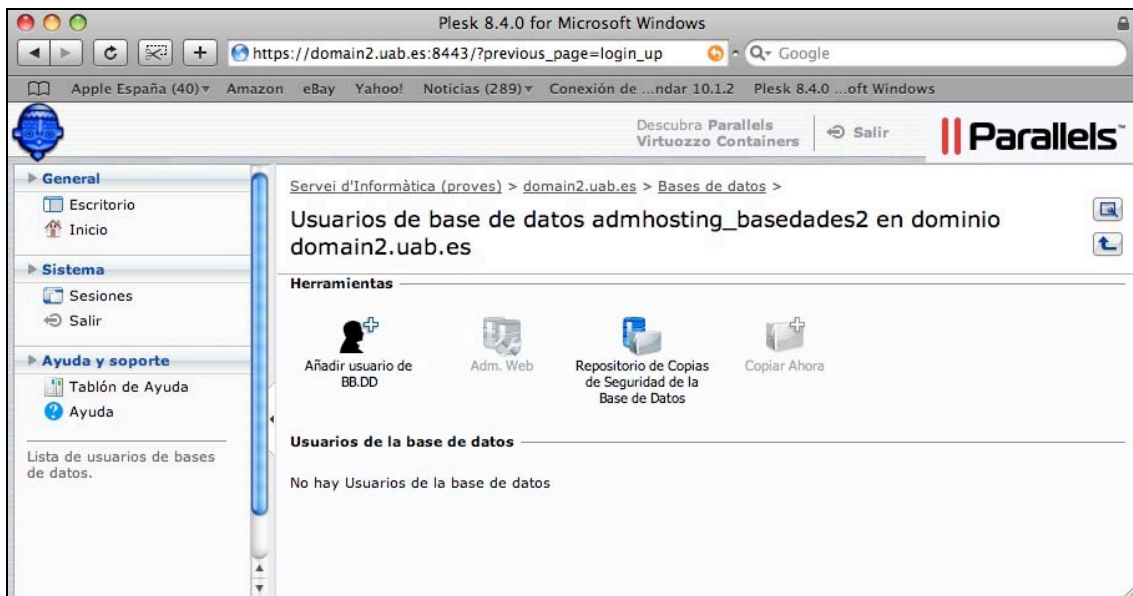 Plesk 8.4.0 for Microsoft Windows
https://domain2.uab.es:8443/?previous_page=login_up
Google
Apple España (40)
Amazon
eBay
Yahoo!
Noticias (289)
Conexión de ...ndar 10.1.2
Plesk 8.4.0 ...oft Windows
Descubra Parallels
Virtuozzo Containers
Salir
Parallels™
General
Escritorio
Inicio
Sistema
Sesiones
Salir
Ayuda y soporte
Tablón de Ayuda
Ayuda
Lista de usuarios de bases
de datos.
Servei d'Informàtica (proves) > domain2.uab.es > Bases de datos >
Usuarios de base de datos admhosting_basedades2 en dominio
domain2.uab.es
Herramientas
Añadir usuario de
BB.DD
Adm. Web
Repositorio de Copias
de Seguridad de la
Base de Datos
Copiar Ahora
Usuarios de la base de datos
No hay Usuarios de la base de datos